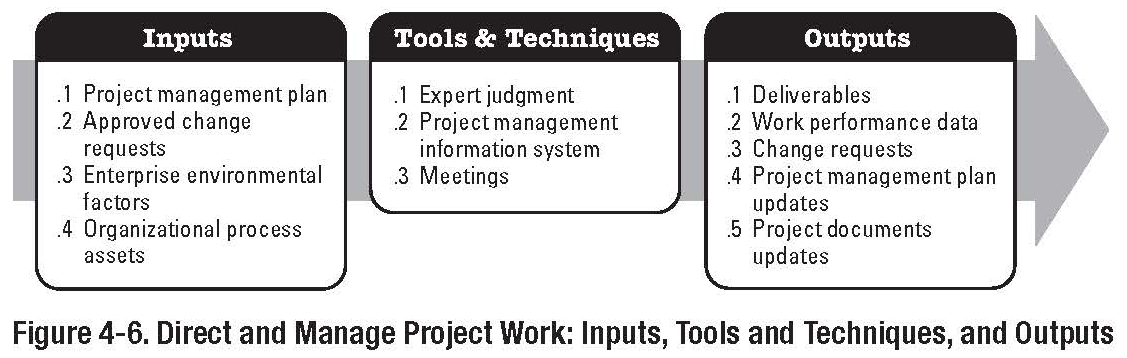 Inputs
.1 Project management plan
.2 Approved change
requests
.3 Enterprise environmental
factors
.4 Organizational process
assets
Tools & Techniques
.1 Expert judgment
.2 Project management
information system
.3 Meetings
Outputs
.1 Deliverables
.2 Work performance data
.3 Change requests
.4 Project management plan
updates
.5 Project documents
updates
Figure 4-6. Direct and Manage Project Work: Inputs, Tools and Techniques, and Outputs